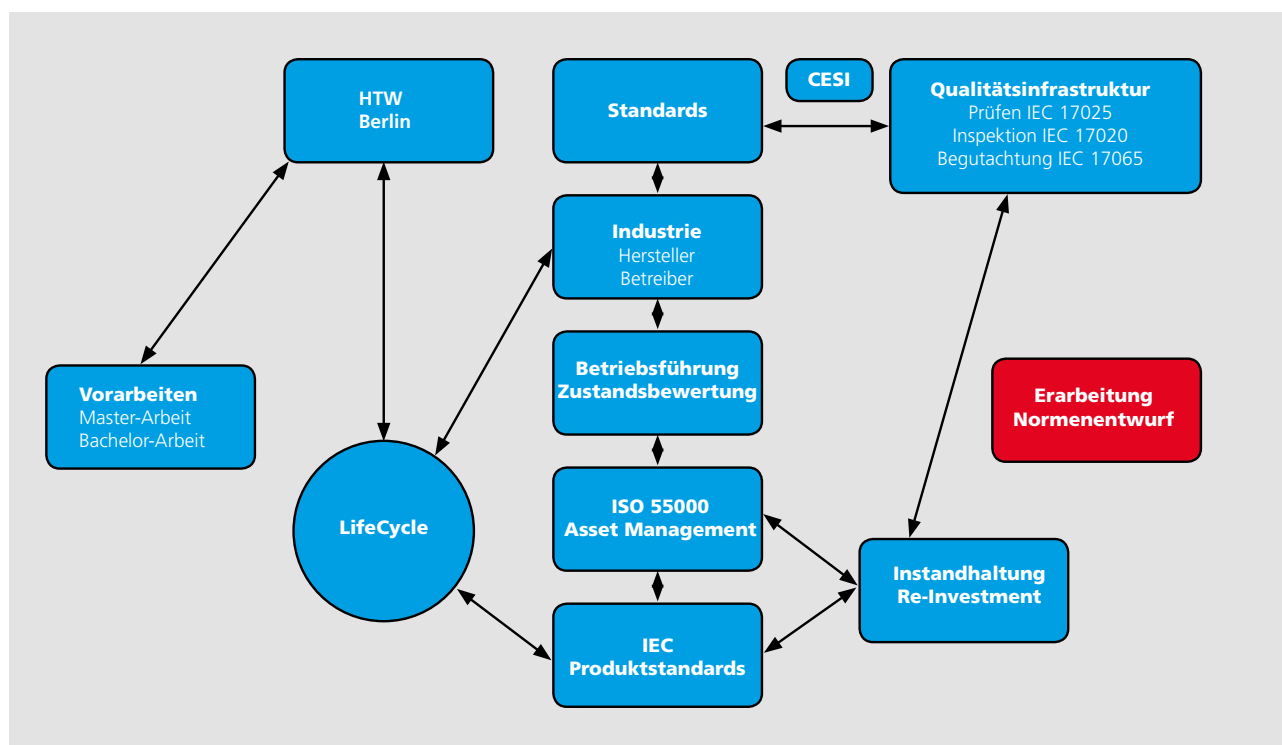 HTW
Berlin
Standards
CESI
Qualitätsinfrastruktur
Prüfen IEC 17025
Inspektion IEC 17020
Begutachtung IEC 17065
Industrie
Hersteller
Betreiber
Vorarbeiten
Master-Arbeit
Bachelor-Arbeit
Betriebsführung
Zustandsbewertung
Erarbeitung
Normenentwurf
LifeCycle
ISO 55000
Asset Management
Instandhaltung
Re-Investment
IEC
Produktstandards